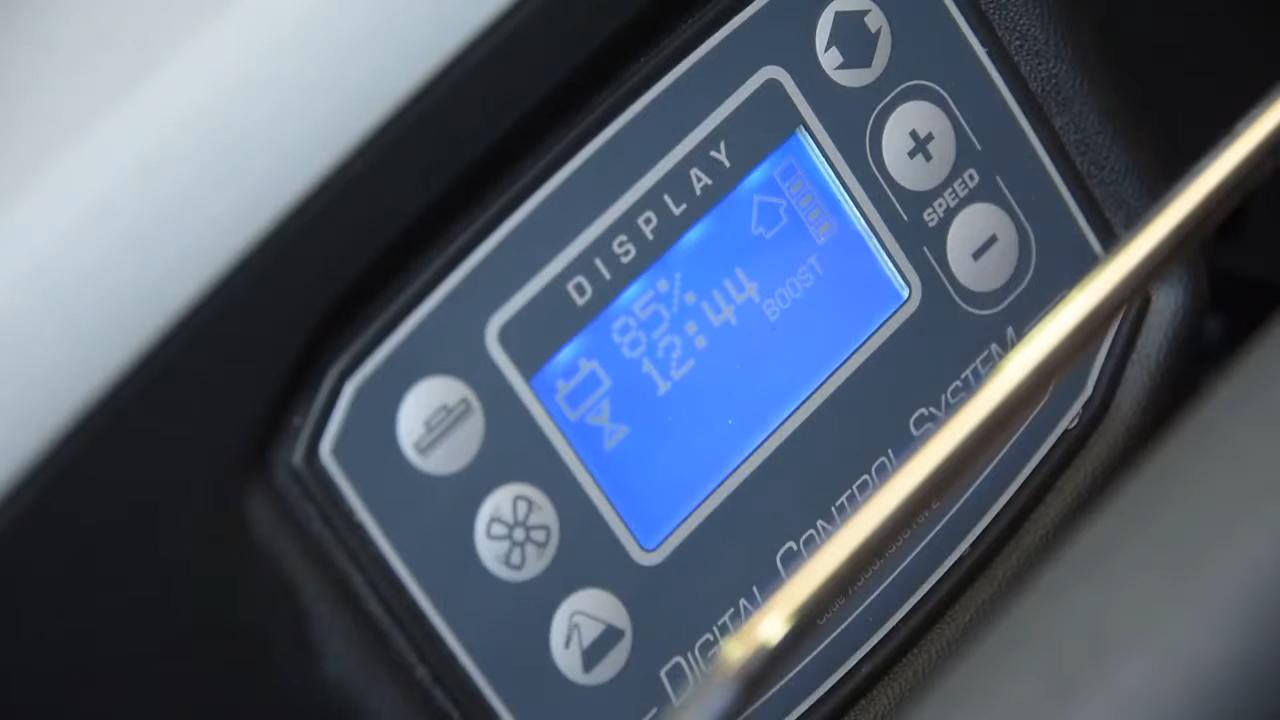 DISPLAY
85%
12:44
BOOST
+
SPEED
-
DIGITAL CONTROL SYSTEM